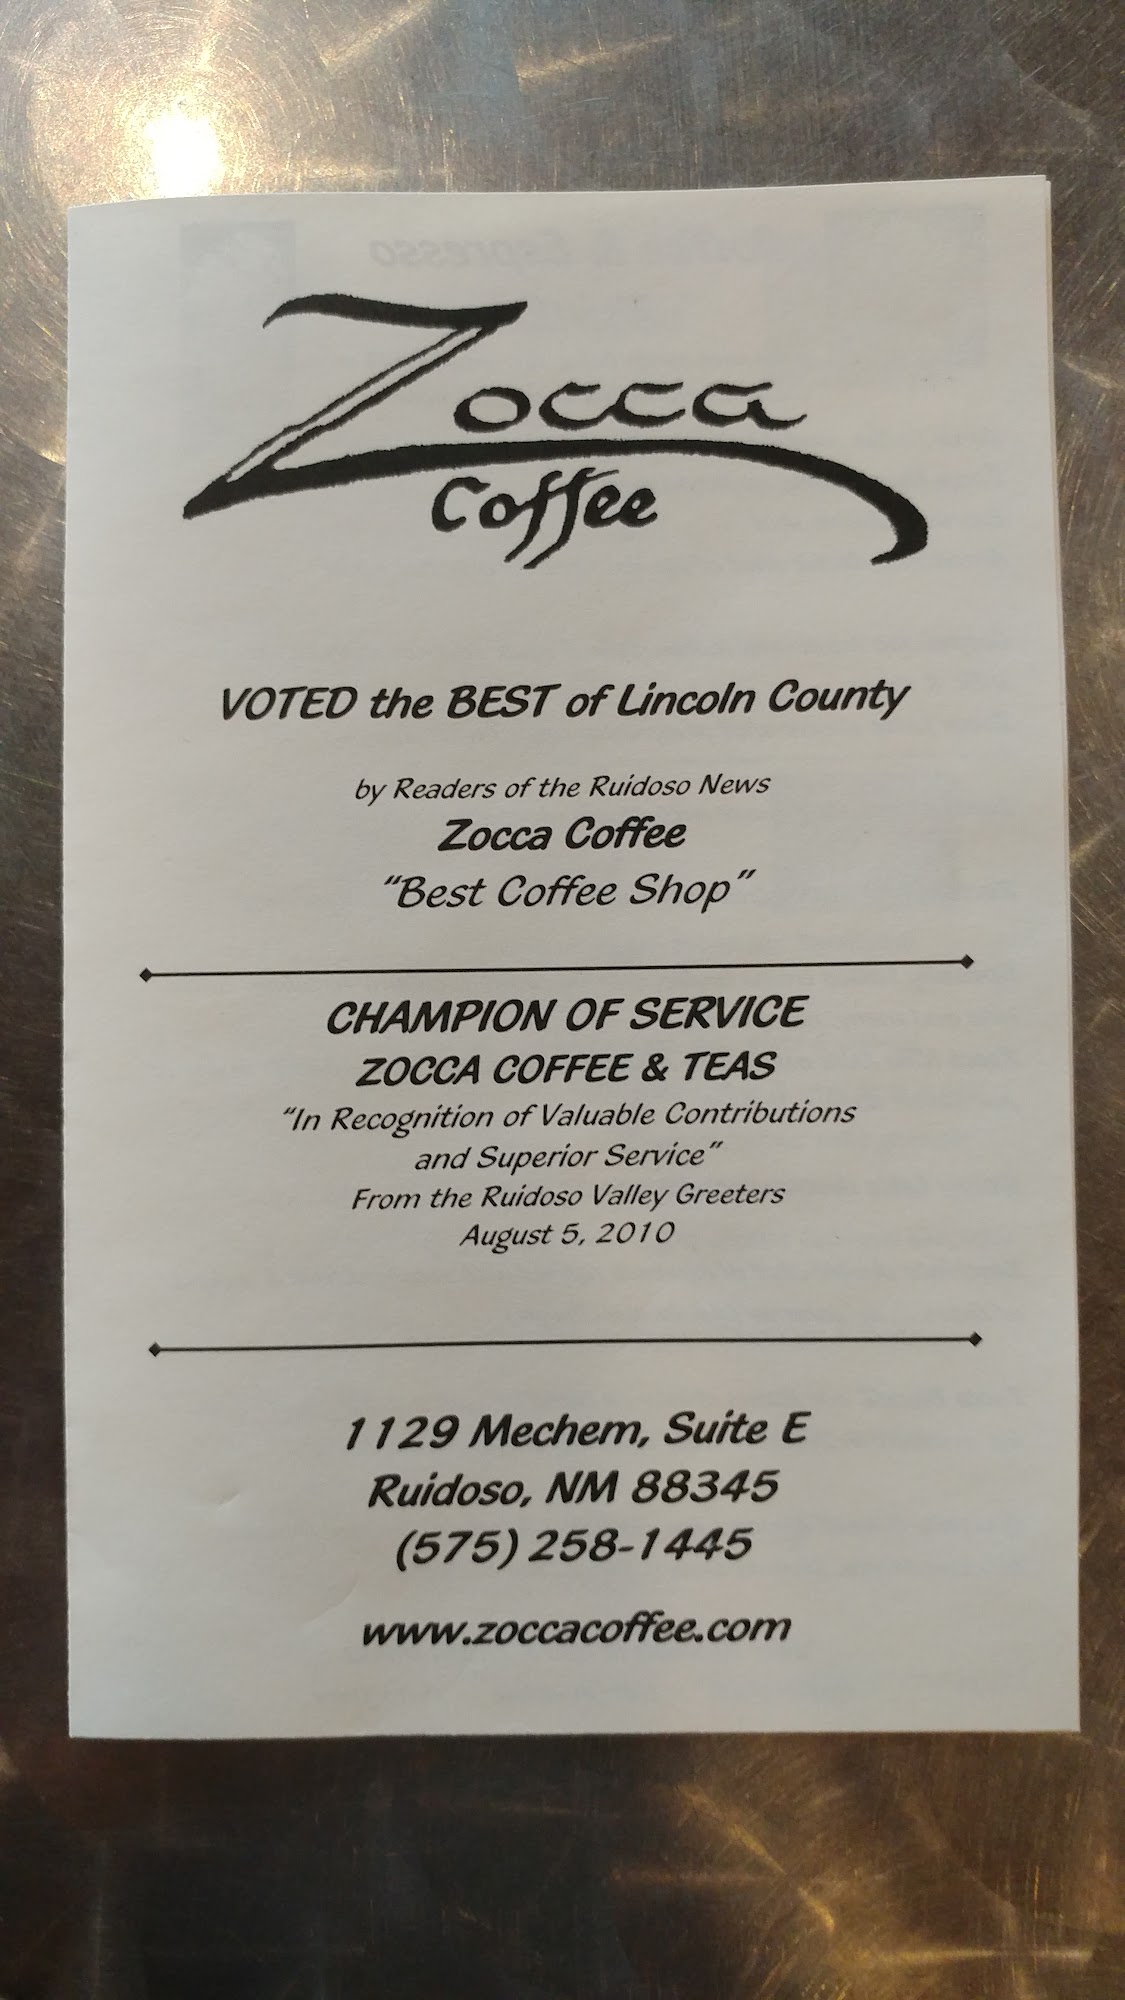 Zocca
Coffee
VOTED the BEST of Lincoln County
by Readers of the Ruidoso News
Zocca Coffee
“Best Coffee Shop”
CHAMPION OF SERVICE
ZOCCA COFFEE & TEAS
“In Recognition of Valuable Contributions
and Superior Service”
From the Ruidoso Valley Greeters
August 5, 2010
1129 Mechem, Suite E
Ruidoso, NM 88345
(575) 258-1445
www.zoccacoffee.com